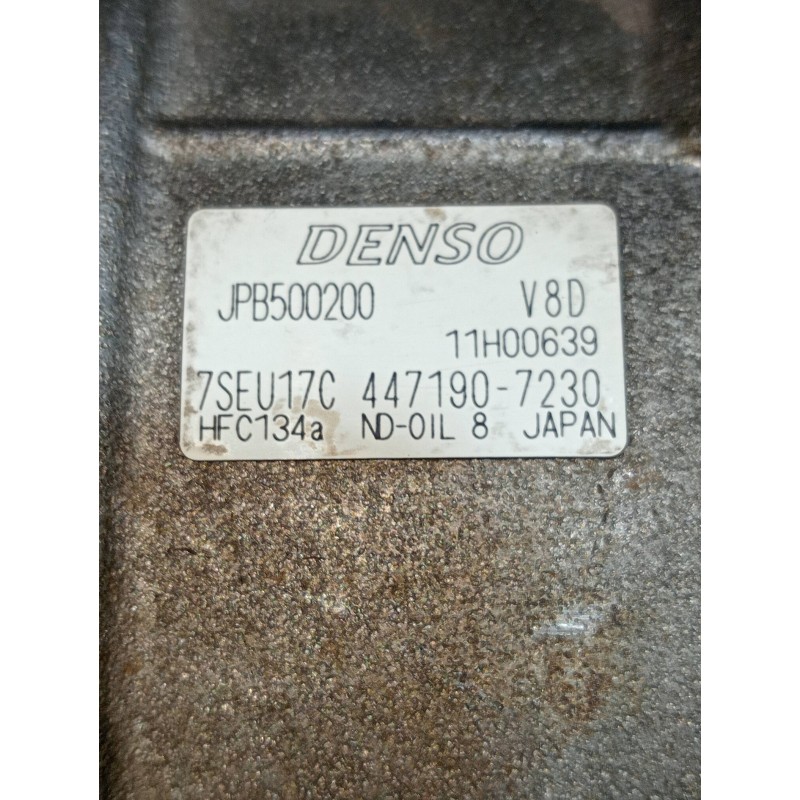 DENSO
JPB500200 V8D
11H00639
7SEU17C 447190-7230
HFC134a ND-OIL 8 JAPAN